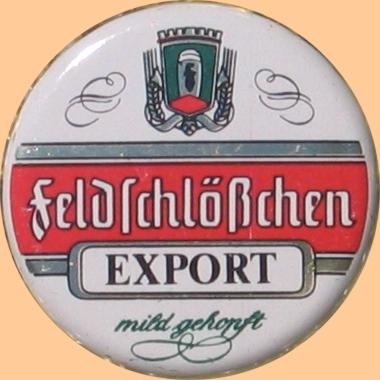 Feldschlößchen
EXPORT
mild gehopft